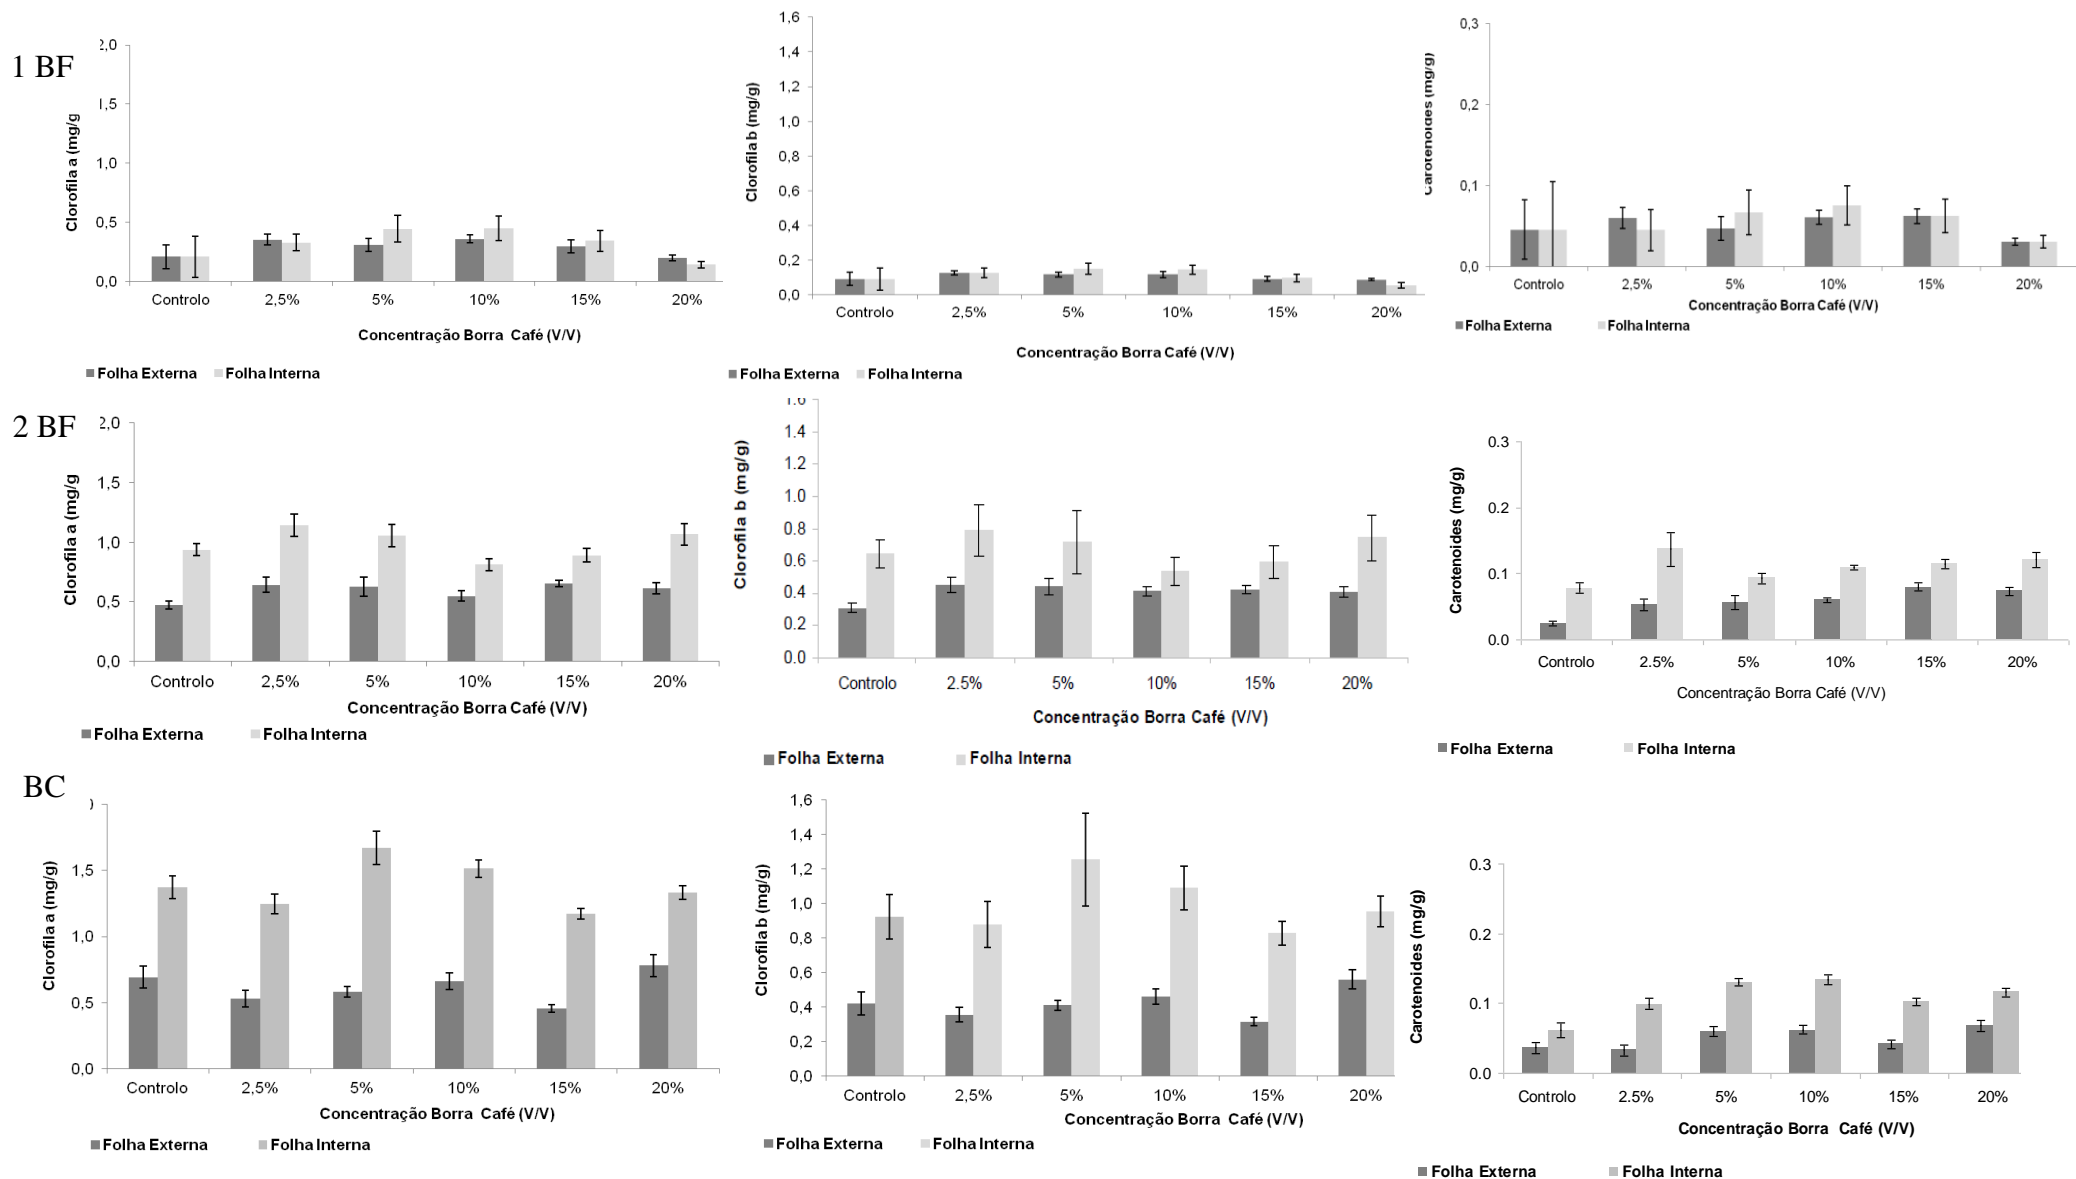 1 BF
Clorofila a (mg/g
2,0
1,5
1,0
0,5
0,0
Controlo 2,5% 5% 10% 15% 20%
Concentração Borra Café (V/V)
Folha Externa Folha Interna
Clorofila b (mg/g)
1,6
1,4
1,2
1,0
0,8
0,6
0,4
0,2
0,0
Controlo 2,5% 5% 10% 15% 20%
Concentração Borra Café (V/V)
Folha Externa Folha Interna
Carotenoides (mg/g)
0,3
0,2
0,1
0,0
Controlo 2,5% 5% 10% 15% 20%
Concentração Borra Café (V/V)
Folha Externa Folha Interna
2 BF
Clorofila a (mg/g
2,0
1,5
1,0
0,5
0,0
Controlo 2,5% 5% 10% 15% 20%
Concentração Borra Café (V/V)
Folha Externa Folha Interna
Clorofila b (mg/g)
1.6
1.4
1.2
1.0
0.8
0.6
0.4
0.2
0.0
Controlo 2.5% 5% 10% 15% 20%
Concentração Borra Café (V/V)
Folha Externa Folha Interna
Carotenoides (mg/g)
0.3
0.2
0.1
0.0
Controlo 2.5% 5% 10% 15% 20%
Concentração Borra Café (V/V)
Folha Externa Folha Interna
BC
Clorofila a (mg/g)
1,5
1,0
0,5
0,0
Controlo 2,5% 5% 10% 15% 20%
Concentração Borra Café (V/V)
Folha Externa Folha Interna
Clorofila b (mg/g)
1,6
1,4
1,2
1,0
0,8
0,6
0,4
0,2
0,0
Controlo 2,5% 5% 10% 15% 20%
Concentração Borra Café (V/V)
Folha Externa Folha Interna
Carotenoides (mg/g)
0.3
0.2
0.1
0.0
Controlo 2.5% 5% 10% 15% 20%
Concentração Borra Café (V/V)
Folha Externa Folha Interna